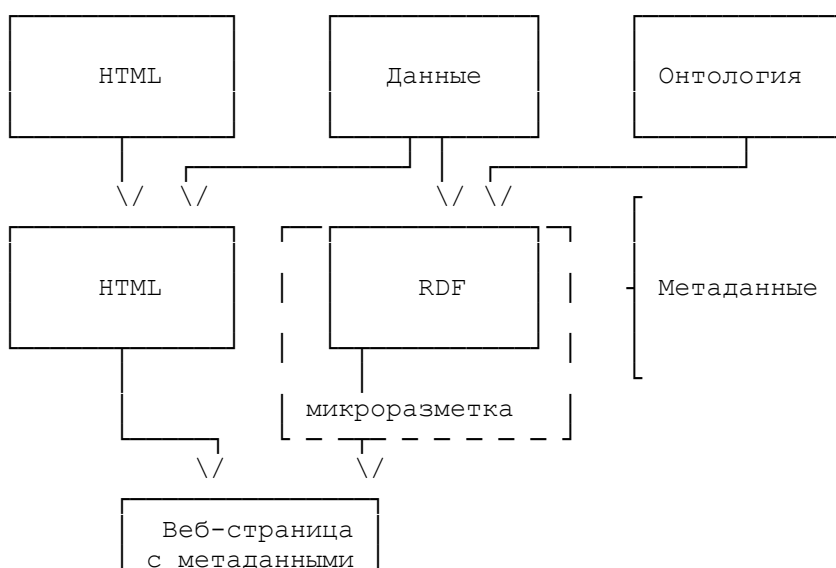 HTML
Данные
Онтология
HTML
RDF
Метаданные
микроразметка
Веб-страница
с метаданными